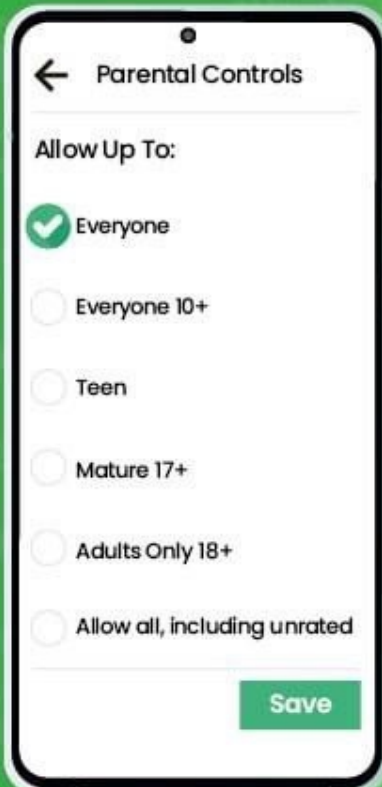 Parental Controls
Allow Up To:
Everyone
Everyone 10+
Teen
Mature 17+
Adults Only 18+
Allow all, including unrated
Save